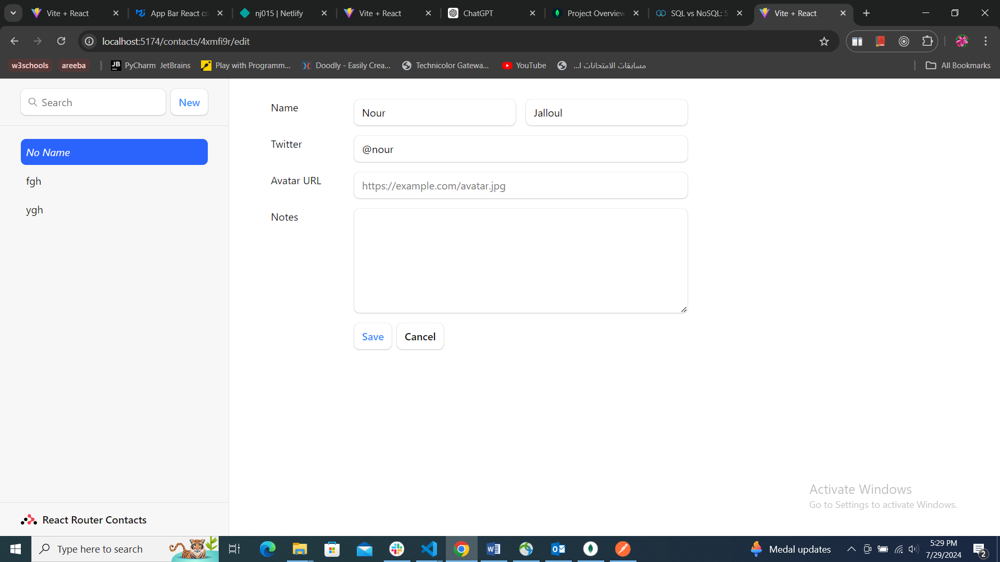 Vite + React
App Bar React co
nj015 | Netlify
Vite + React
ChatGPT
Project Overview
SQL vs NoSQL: 5
Vite + React
localhost:5174/contacts/4xmfi9r/edit
w3schools
areeba
PyCharm JetBrains
Play with Programm...
Doodly - Easily Crea...
Technicolor Gatewa...
YouTube
مسابقات الامتحانات ا...
All Bookmarks
Search
New
No Name
fgh
ygh
Name
Nour
Jalloul
Twitter
@nour
Avatar URL
https://example.com/avatar.jpg
Notes
Save
Cancel
Activate Windows
Go to Settings to activate Windows.
React Router Contacts
Type here to search
Medal updates
5:29 PM
7/29/2024
2